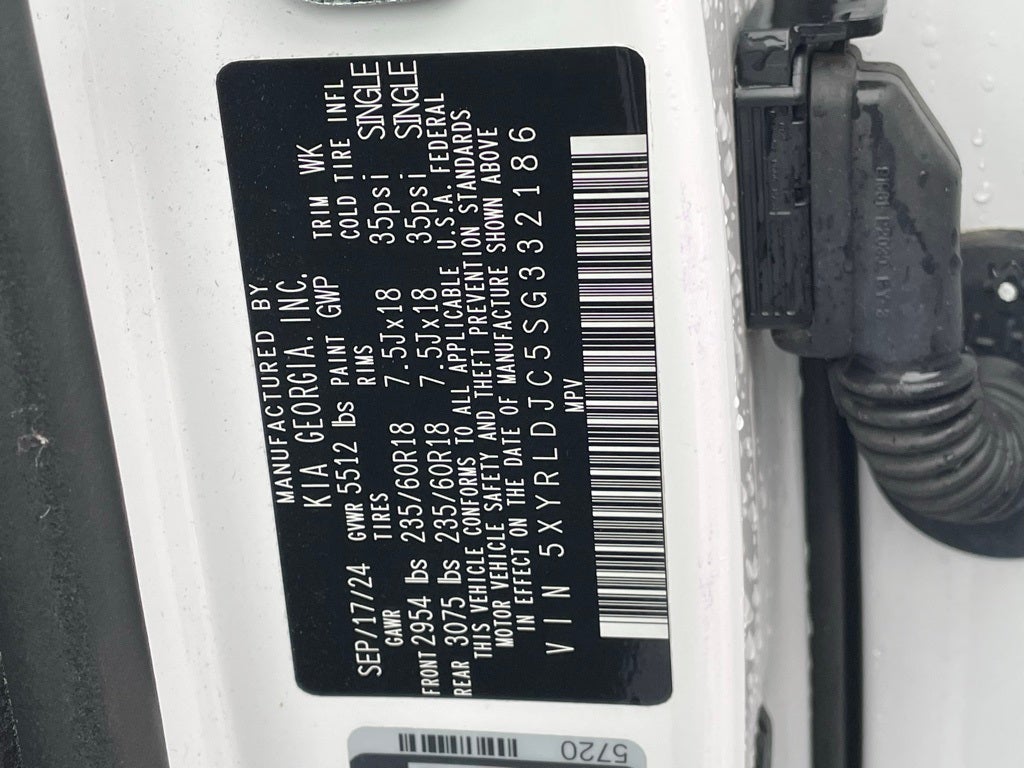 MANUFACTURED BY
KIA GEORGIA, INC.
SEP/17/24 GVWR 5512 lbs PAINT GWP TRIM WK
GAWR TIRES RIMS COLD TIRE INFL
FRONT 2954 lbs 235/60R18 7.5Jx18 35psi SINGLE
REAR 3075 lbs 235/60R18 7.5Jx18 35psi SINGLE
THIS VEHICLE CONFORMS TO ALL APPLICABLE U.S.A. FEDERAL
MOTOR VEHICLE SAFETY AND THEFT PREVENTION STANDARDS
IN EFFECT ON THE DATE OF MANUFACTURE SHOWN ABOVE
VIN 5XYRLDJC5SG332186
MPV
5720